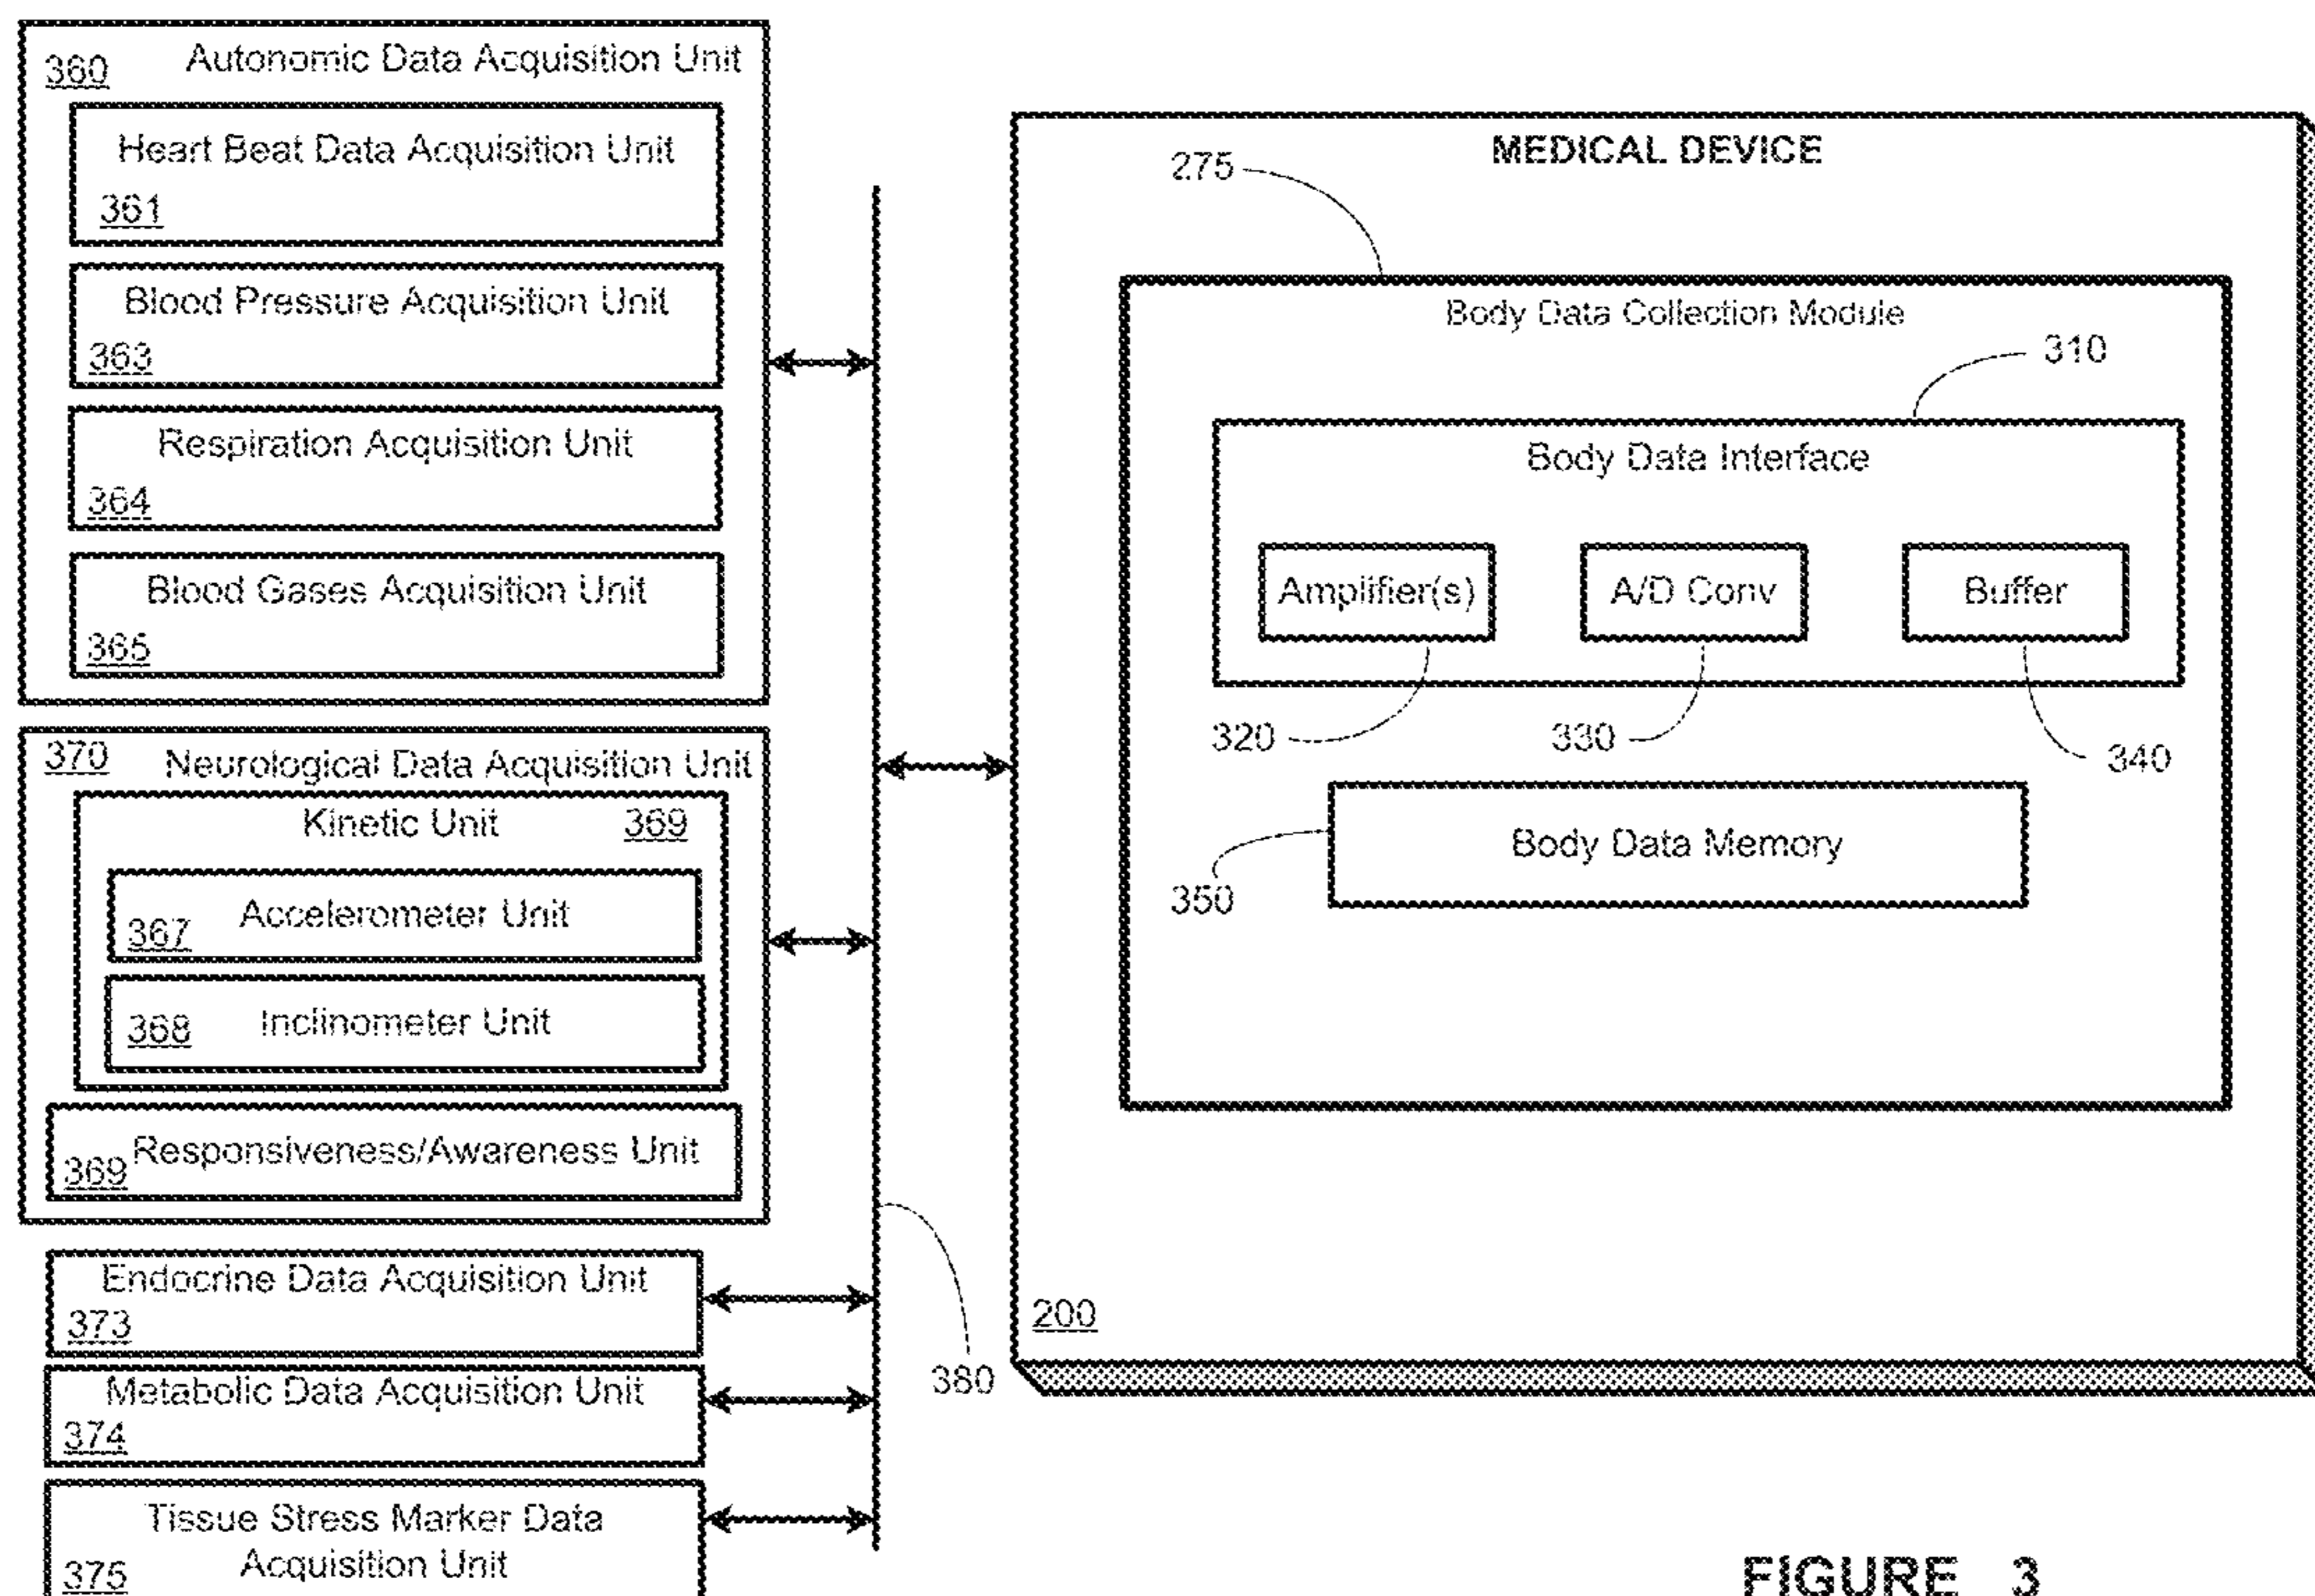 360 Autonomic Data Acquisition Unit
Heart Beat Data Acquisition Unit
361
Blood Pressure Acquisition Unit
363
Respiration Acquisition Unit
364
Blood Gases Acquisition Unit
365
370 Neurological Data Acquisition Unit
Kinetic Unit 369
367 Accelerometer Unit
368 Inclinometer Unit
369 Responsiveness/Awareness Unit
Endocrine Data Acquisition Unit
373
Metabolic Data Acquisition Unit
374
Tissue Stress Marker Data
Acquisition Unit
375
380
MEDICAL DEVICE
275
Body Data Collection Module
310
Body Data Interface
Amplifier(s) A/D Conv Buffer
320 330 340
Body Data Memory
350
200
FIGURE 3